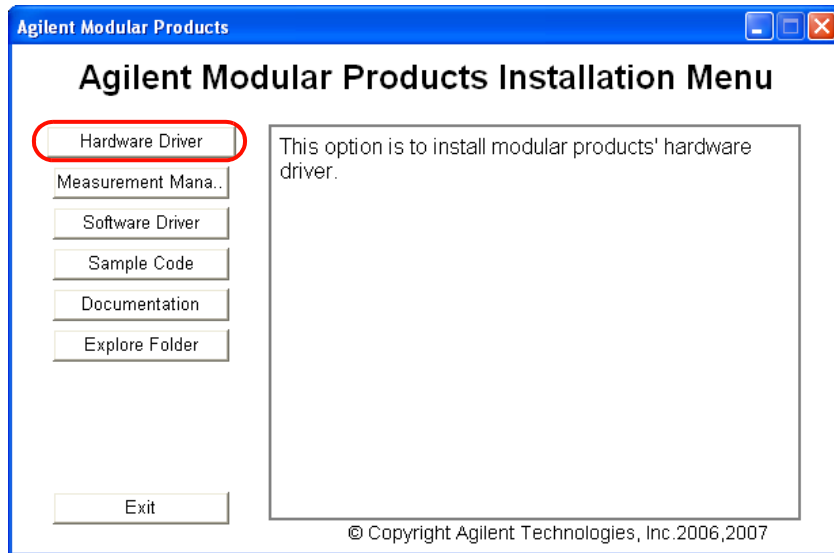 Agilent Modular Products
Agilent Modular Products Installation Menu
Hardware Driver
Measurement Mana..
Software Driver
Sample Code
Documentation
Explore Folder
Exit
This option is to install modular products' hardware
driver.
© Copyright Agilent Technologies, Inc.2006,2007